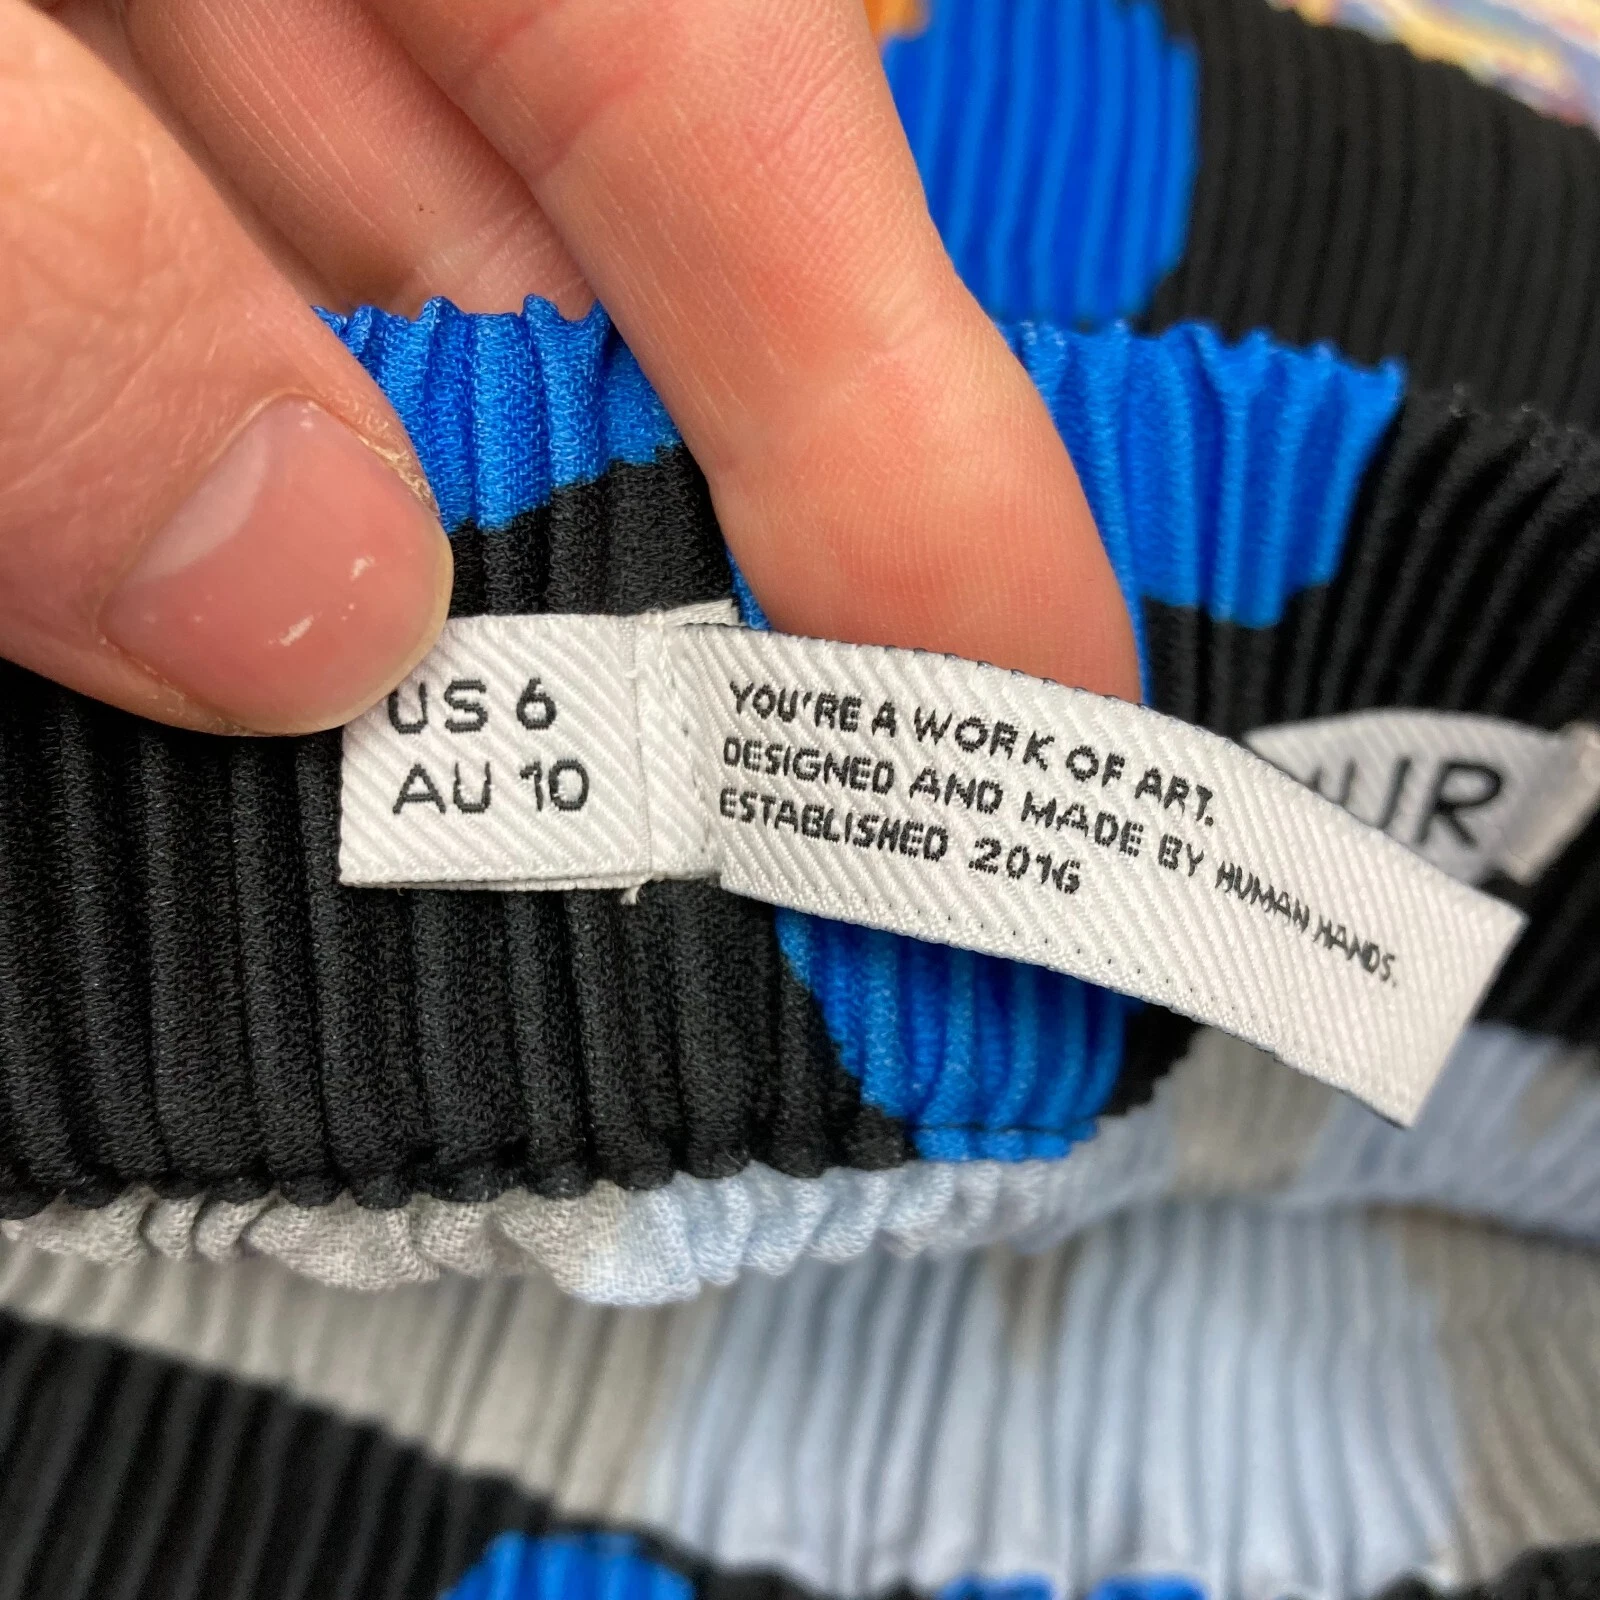 US 6
AU 10
YOU'RE A WORK OF ART.
DESIGNED AND MADE BY HUMAN HANDS.
ESTABLISHED 2016